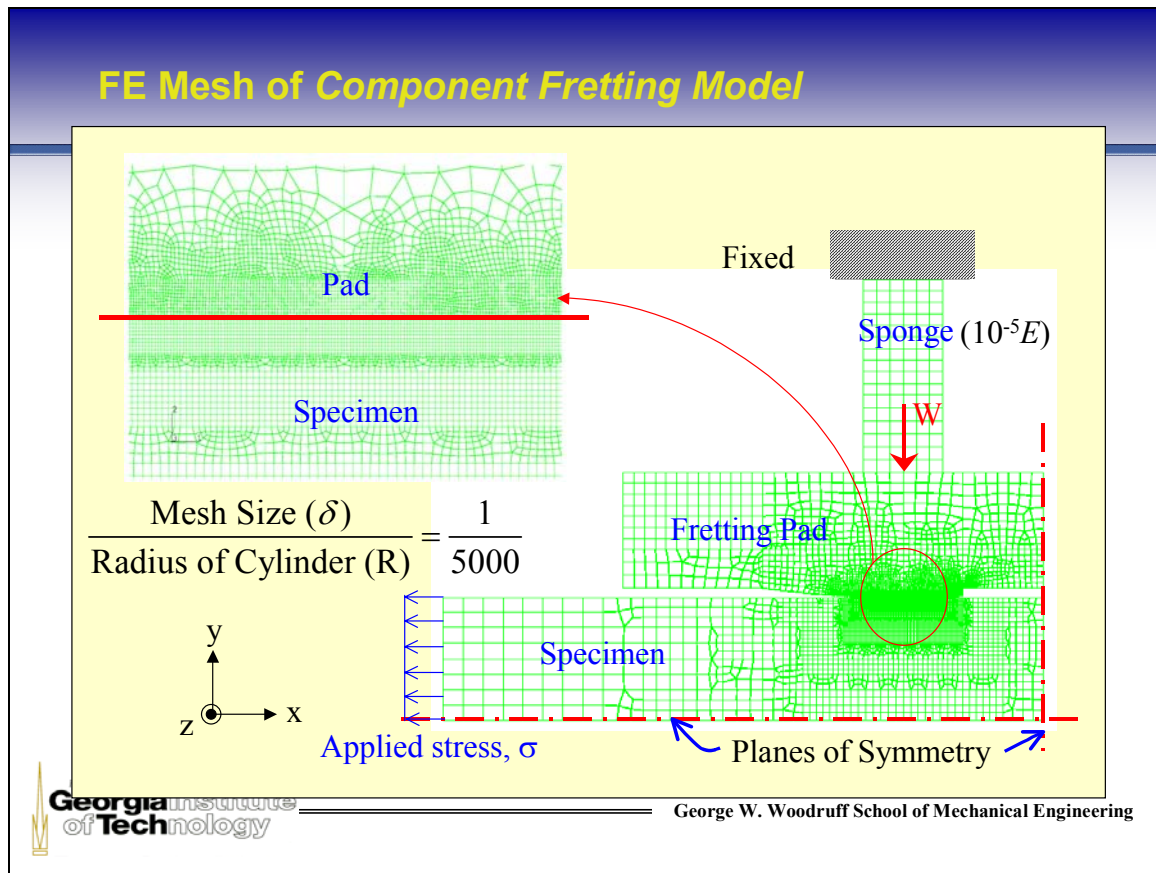 FE Mesh of Component Fretting Model
Pad
Specimen
2
Fixed
Sponge (10⁻⁵E)
W
Fretting Pad
Mesh Size (δ)
Radius of Cylinder (R)
= 1
5000
Specimen
y
x
z
Applied stress, σ
Planes of Symmetry
Georgia Institute
of Technology
George W. Woodruff School of Mechanical Engineering